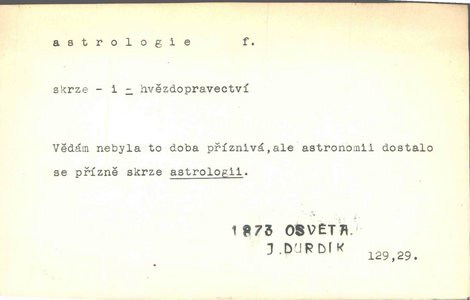 astrologie f.
skrze - i - hvězdopravectví
Vědám nebyla to doba příznivá,ale astronomii dostalo
se přízně skrze astrologii.
1873 OSVĚTA.
J.DURDÍK 129,29.